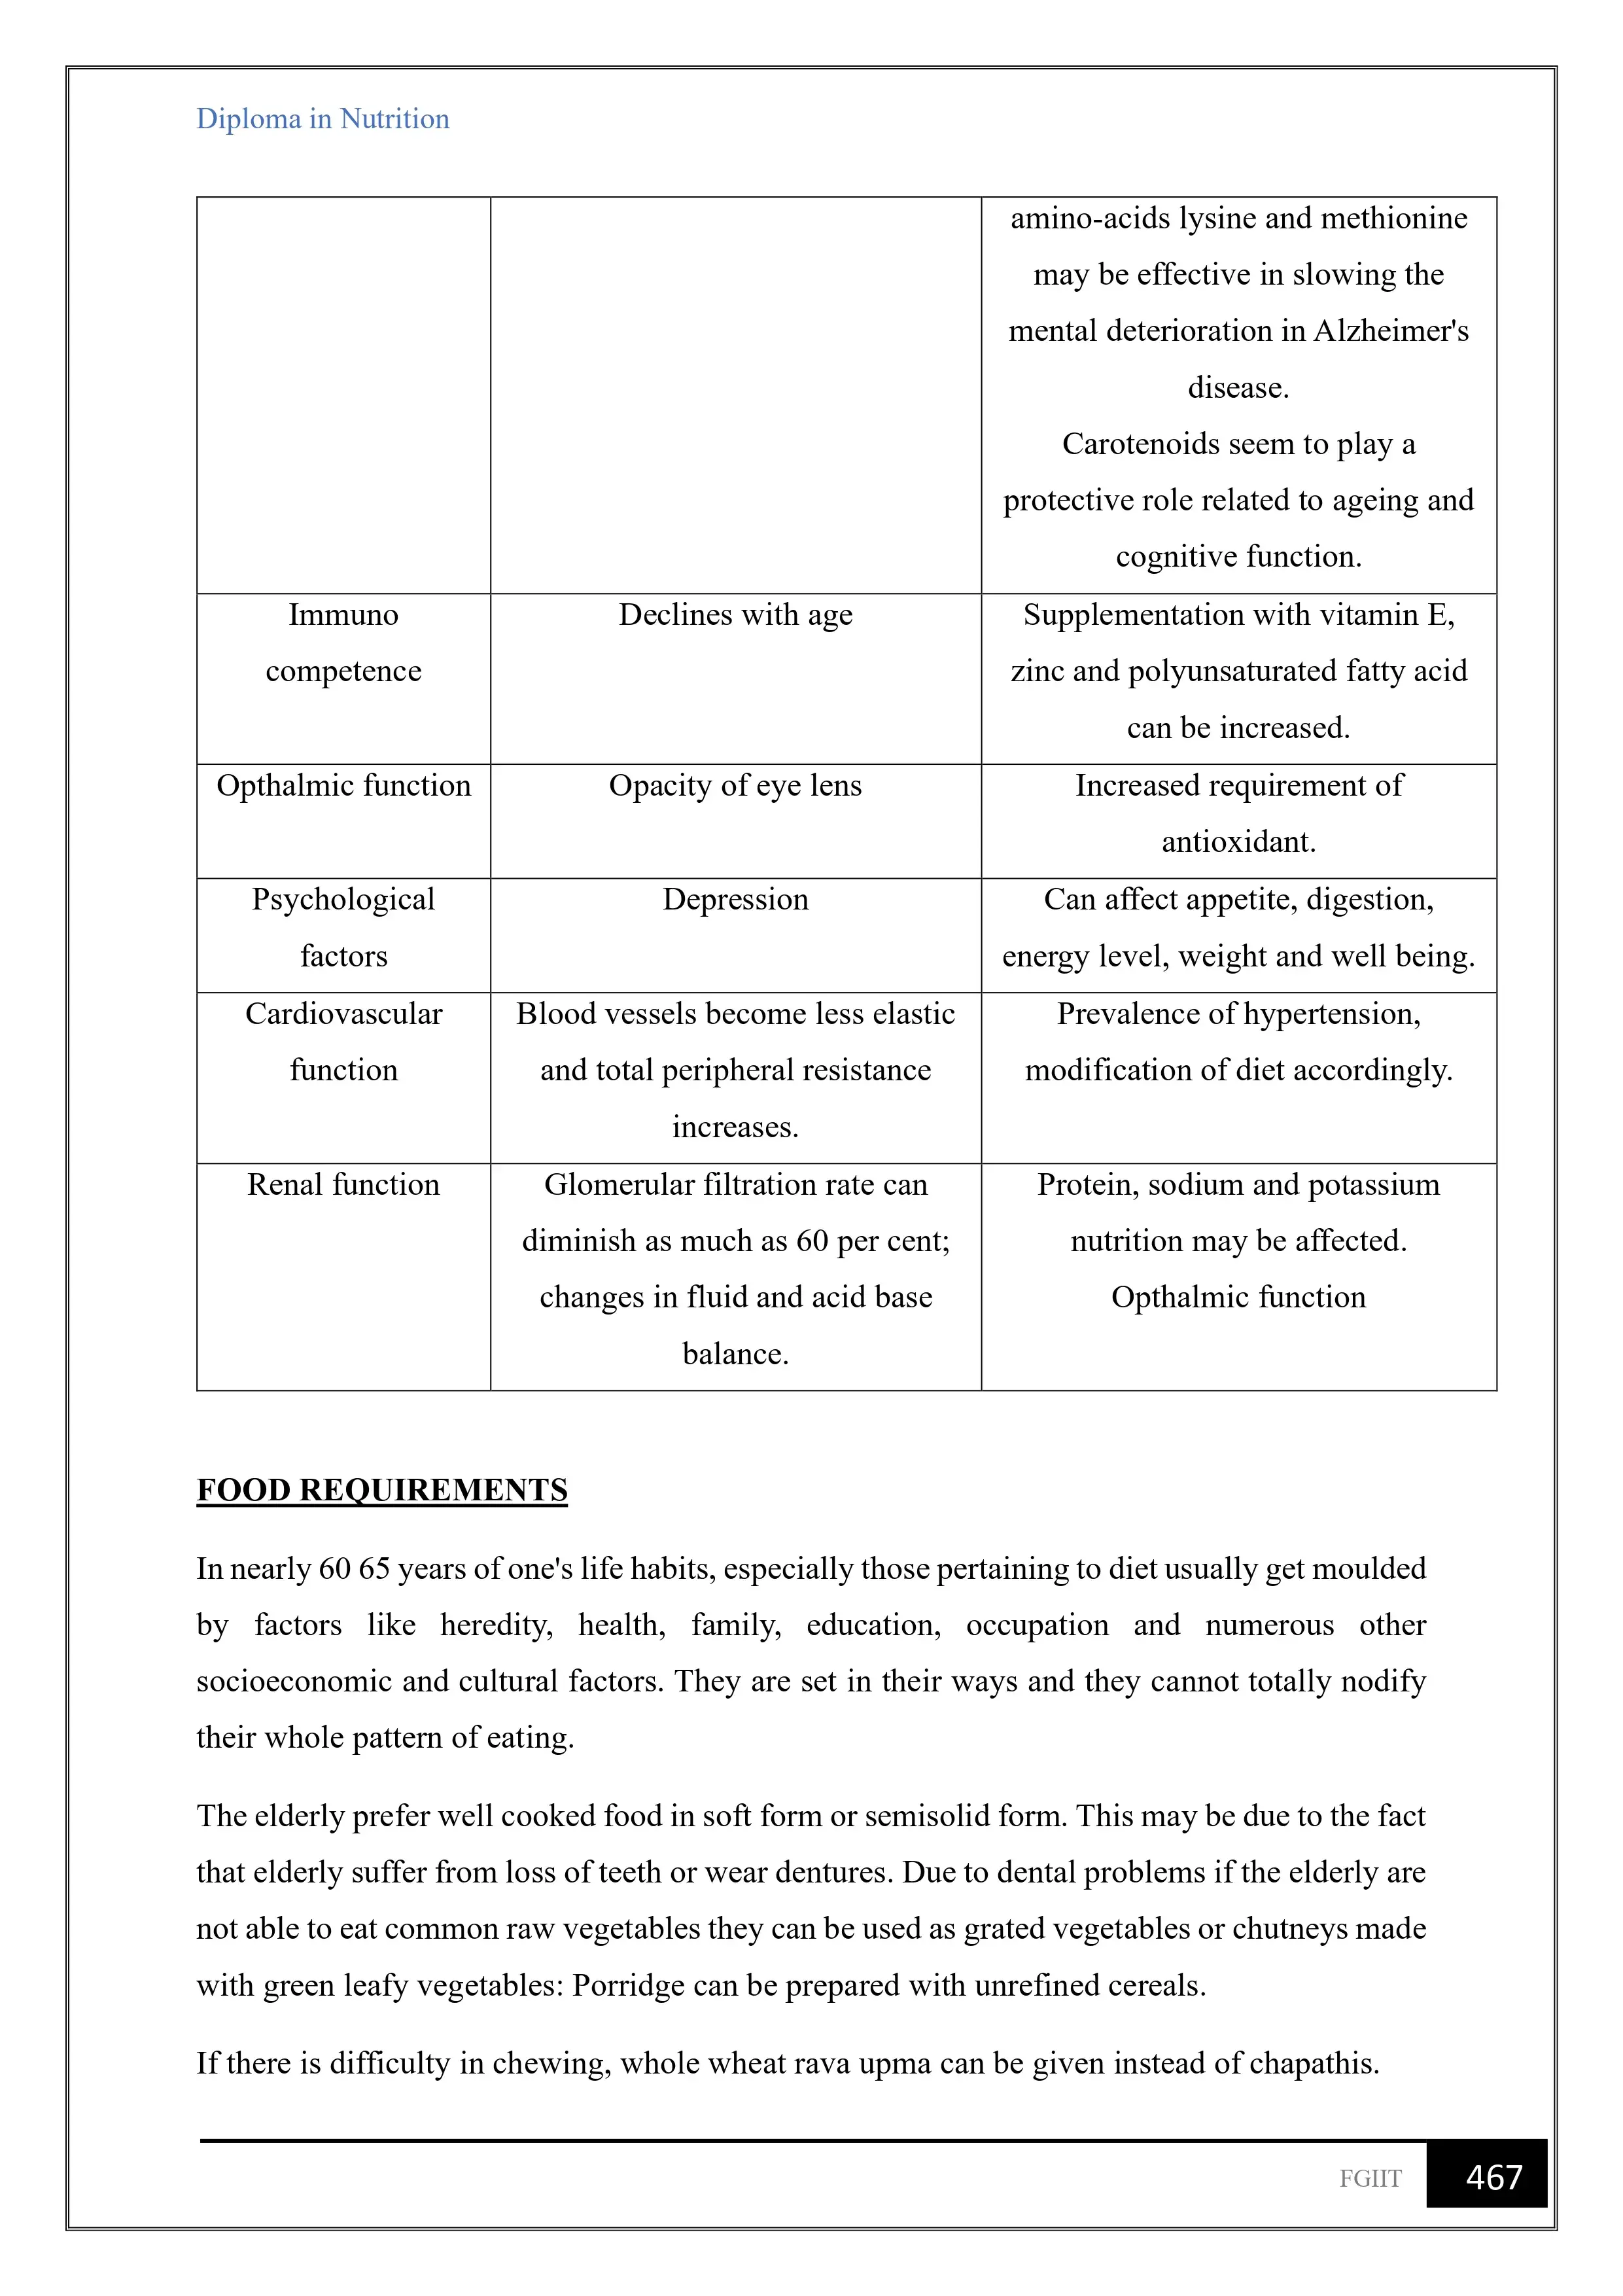 Diploma in Nutrition
amino-acids lysine and methionine
may be effective in slowing the
mental deterioration in Alzheimer's
disease.
Carotenoids seem to play a
protective role related to ageing and
cognitive function.
Immuno
competence
Declines with age
Supplementation with vitamin E,
zinc and polyunsaturated fatty acid
can be increased.
Opthalmic function
Opacity of eye lens
Increased requirement of
antioxidant.
Psychological
factors
Depression
Can affect appetite, digestion,
energy level, weight and well being.
Cardiovascular
function
Blood vessels become less elastic
and total peripheral resistance
increases.
Prevalence of hypertension,
modification of diet accordingly.
Renal function
Glomerular filtration rate can
diminish as much as 60 per cent;
changes in fluid and acid base
balance.
Protein, sodium and potassium
nutrition may be affected.
Opthalmic function
FOOD REQUIREMENTS
In nearly 60 65 years of one's life habits, especially those pertaining to diet usually get moulded
by factors like heredity, health, family, education, occupation and numerous other
socioeconomic and cultural factors. They are set in their ways and they cannot totally nodify
their whole pattern of eating.
The elderly prefer well cooked food in soft form or semisolid form. This may be due to the fact
that elderly suffer from loss of teeth or wear dentures. Due to dental problems if the elderly are
not able to eat common raw vegetables they can be used as grated vegetables or chutneys made
with green leafy vegetables: Porridge can be prepared with unrefined cereals.
If there is difficulty in chewing, whole wheat rava upma can be given instead of chapathis.
FGIIT
467